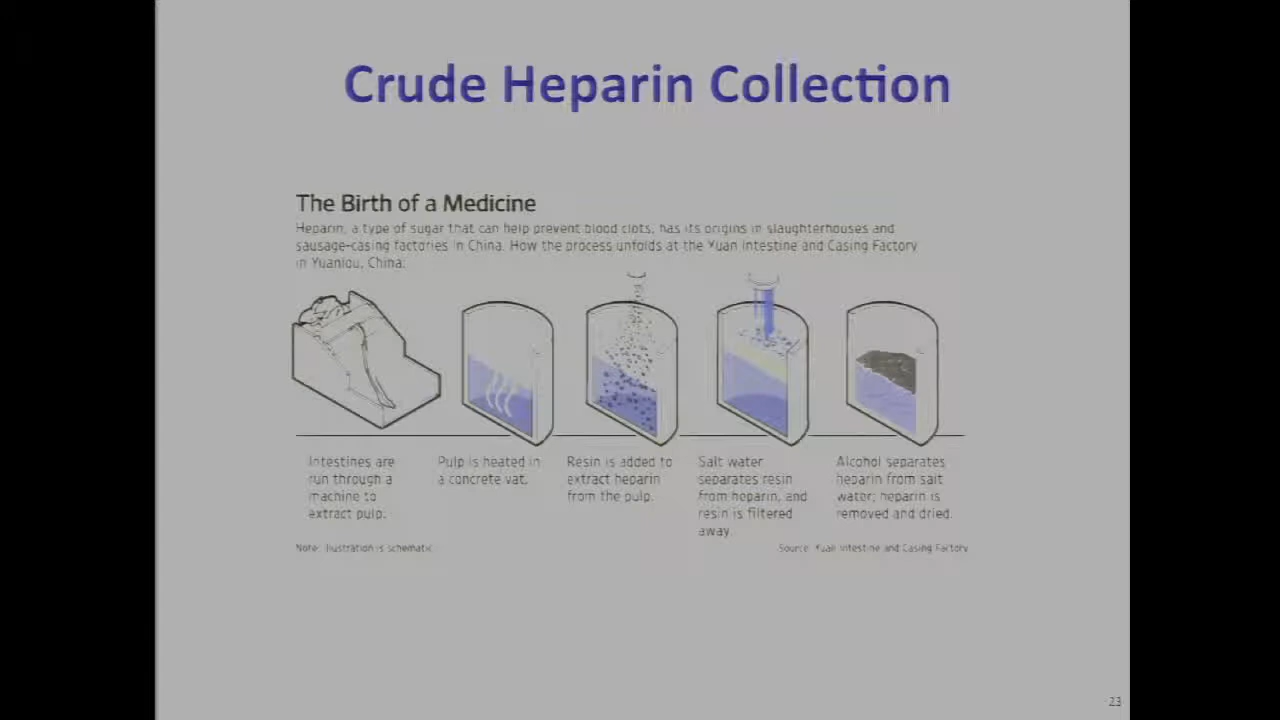 Crude Heparin Collection
The Birth of a Medicine
Heparin, a type of sugar that can help prevent blood clots, has its origins in slaughterhouses and
sausage-casing factories in China. How the process unfolds at the Yuan Intestine and Casing Factory
in Yuanlou, China.
Intestines are
run through a
machine to
extract pulp.
Pulp is heated in
a concrete vat.
Resin is added to
extract heparin
from the pulp.
Salt water
separates resin
from heparin, and
resin is filtered
away.
Alcohol separates
heparin from salt
water; heparin is
removed and dried.
Note: Illustration is schematic
Source: Yuan Intestine and Casing Factory
23